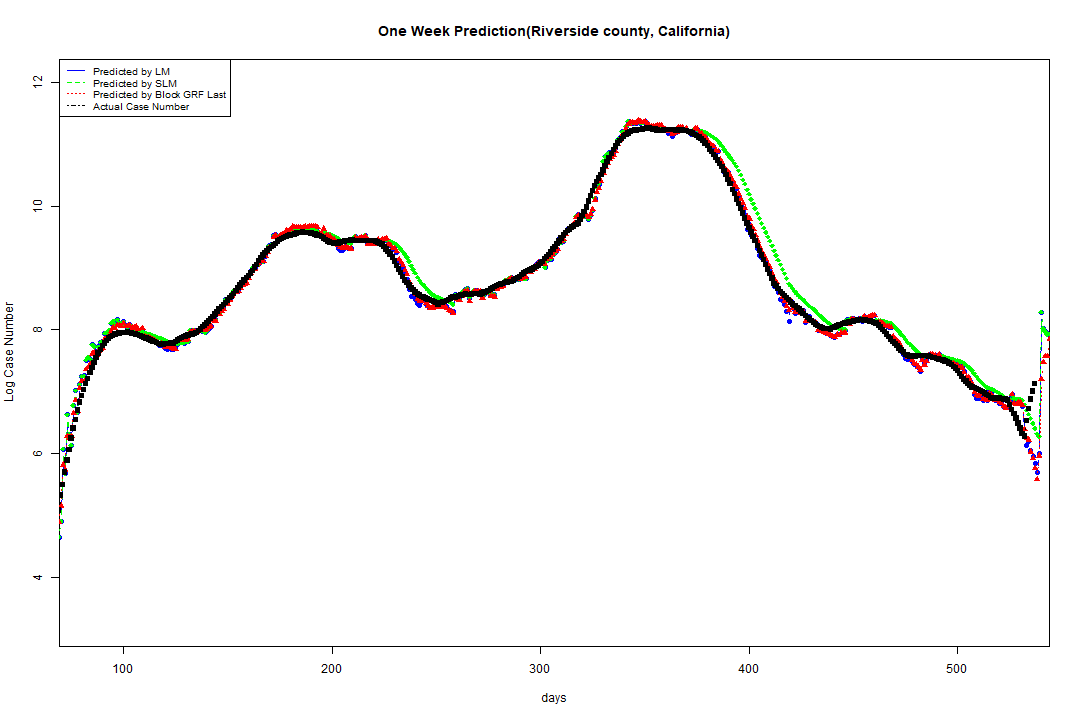 One Week Prediction(Riverside county, California)
Predicted by LM
Predicted by SLM
Predicted by Block GRF Last
Actual Case Number
12
10
8
6
4
Log Case Number
100 200 300 400 500
days